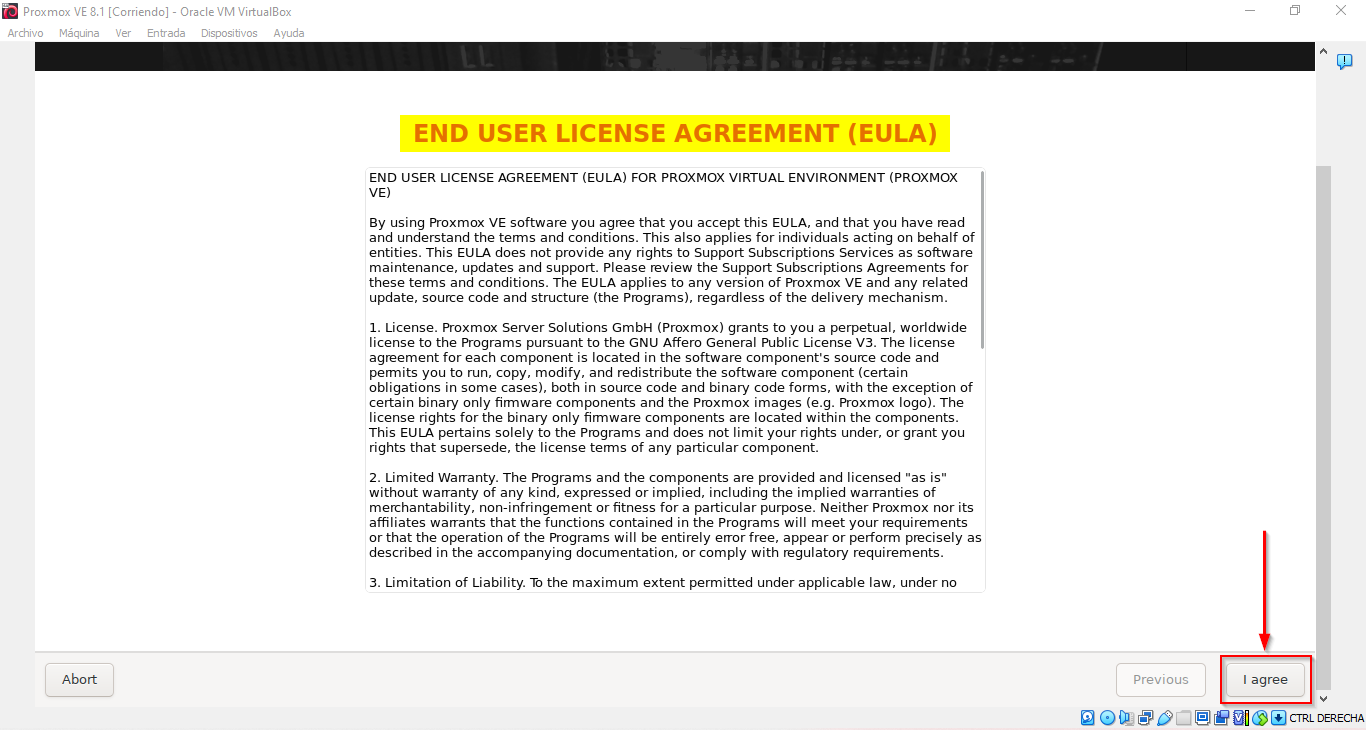 Proxmox VE 8.1 [Corriendo] - Oracle VM VirtualBox
Archivo Máquina Ver Entrada Dispositivos Ayuda
END USER LICENSE AGREEMENT (EULA)
END USER LICENSE AGREEMENT (EULA) FOR PROXMOX VIRTUAL ENVIRONMENT (PROXMOX
VE)
By using Proxmox VE software you agree that you accept this EULA, and that you have read
and understand the terms and conditions. This also applies for individuals acting on behalf of
entities. This EULA does not provide any rights to Support Subscriptions Services as software
maintenance, updates and support. Please review the Support Subscriptions Agreements for
these terms and conditions. The EULA applies to any version of Proxmox VE and any related
update, source code and structure (the Programs), regardless of the delivery mechanism.
1. License. Proxmox Server Solutions GmbH (Proxmox) grants to you a perpetual, worldwide
license to the Programs pursuant to the GNU Affero General Public License V3. The license
agreement for each component is located in the software component's source code and
permits you to run, copy, modify, and redistribute the software component (certain
obligations in some cases), both in source code and binary code forms, with the exception of
certain binary only firmware components and the Proxmox images (e.g. Proxmox logo). The
license rights for the binary only firmware components are located within the components.
This EULA pertains solely to the Programs and does not limit your rights under, or grant you
rights that supersede, the license terms of any particular component.
2. Limited Warranty. The Programs and the components are provided and licensed "as is"
without warranty of any kind, expressed or implied, including the implied warranties of
merchantability, non-infringement or fitness for a particular purpose. Neither Proxmox nor its
affiliates warrants that the functions contained in the Programs will meet your requirements
or that the operation of the Programs will be entirely error free, appear or perform precisely as
described in the accompanying documentation, or comply with regulatory requirements.
3. Limitation of Liability. To the maximum extent permitted under applicable law, under no
Abort Previous I agree
CTRL DERECHA